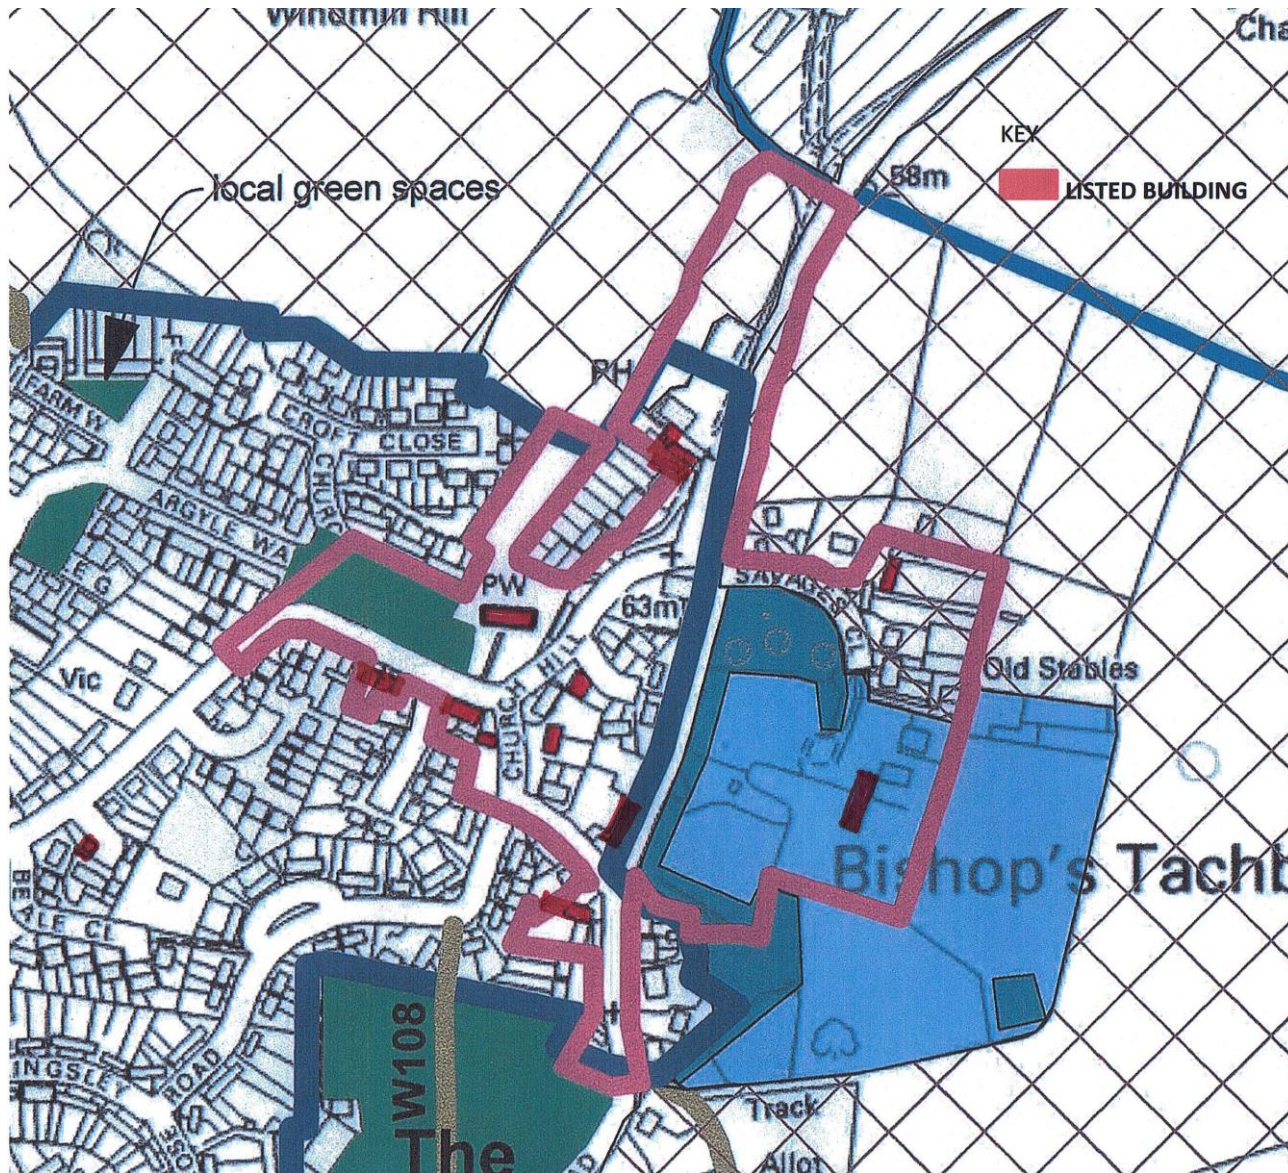 Windmill Hill
Cha
KEY
58m
LISTED BUILDING
local green spaces
PH
FARM W
CROFT CLOSE
CHURC
ARGYLE WA
PW
63m
SAVAGES CL
CHURCH HILL
Old Stables
Vic
Bishop's Tachb
BEALE CL
W108
INGSLEY ROAD
The
Track
Allot